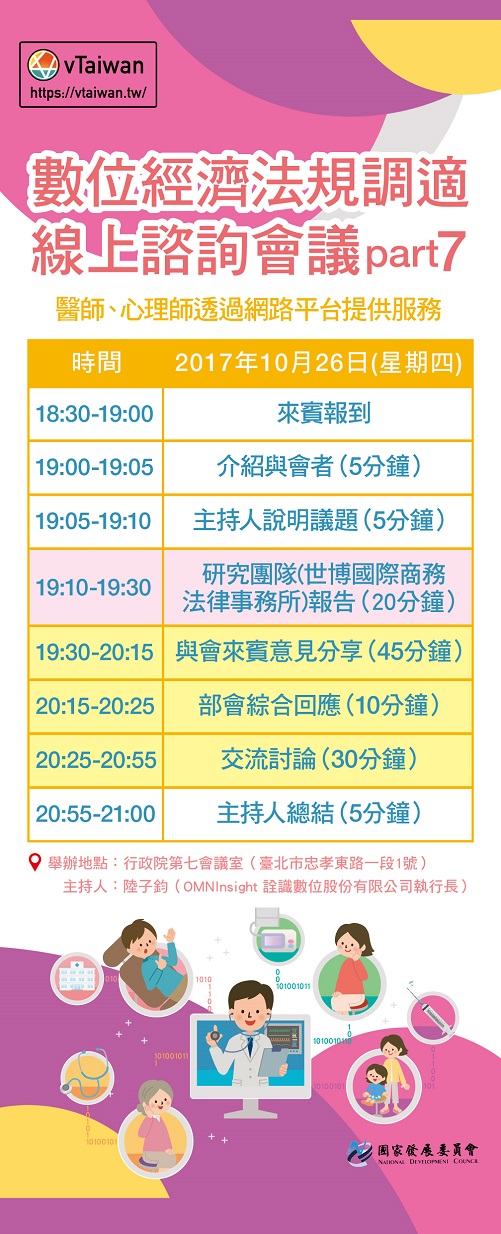 vTaiwan
https://vtaiwan.tw/
數位經濟法規調適
線上諮詢會議part7
醫師、心理師透過網路平台提供服務
時間 2017年10月26日(星期四)
18:30-19:00 來賓報到
19:00-19:05 介紹與會者（5分鐘）
19:05-19:10 主持人說明議題（5分鐘）
19:10-19:30 研究團隊(世博國際商務
法律事務所)報告（20分鐘）
19:30-20:15 與會來賓意見分享（45分鐘）
20:15-20:25 部會綜合回應（10分鐘）
20:25-20:55 交流討論（30分鐘）
20:55-21:00 主持人總結（5分鐘）
舉辦地點：行政院第七會議室（臺北市忠孝東路一段1號）
主持人：陸子鈞（OMNInsight 詮識數位股份有限公司執行長）
101001011
101001011
國家發展委員會
NATIONAL DEVELOPMENT COUNCIL